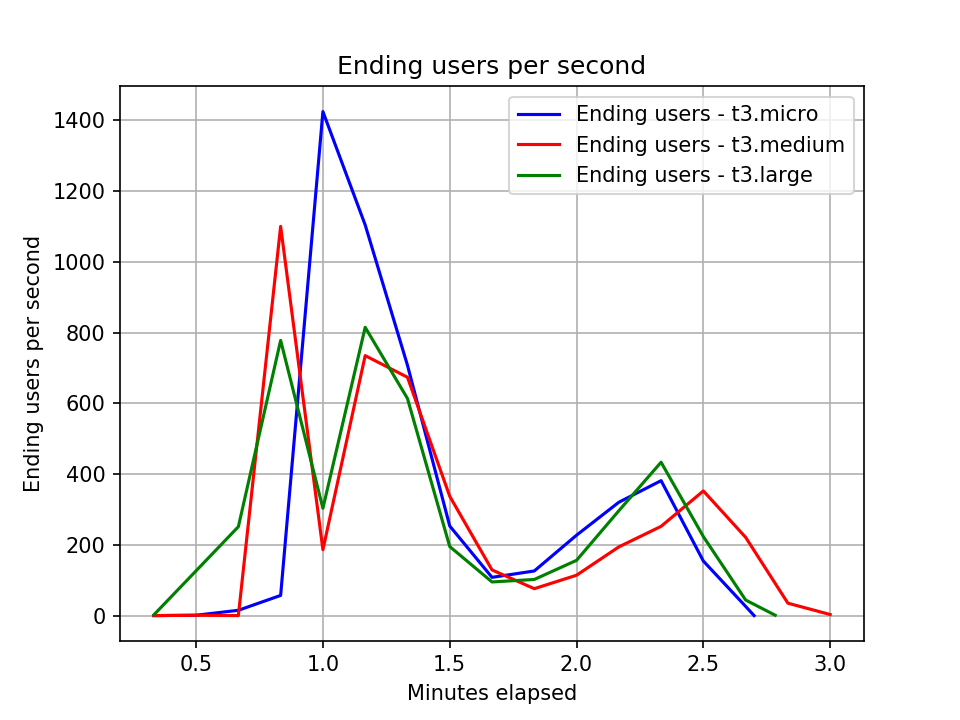 Ending users per second
Ending users - t3.micro
Ending users - t3.medium
Ending users - t3.large
Ending users per second
1400
1200
1000
800
600
400
200
0
0.5 1.0 1.5 2.0 2.5 3.0
Minutes elapsed